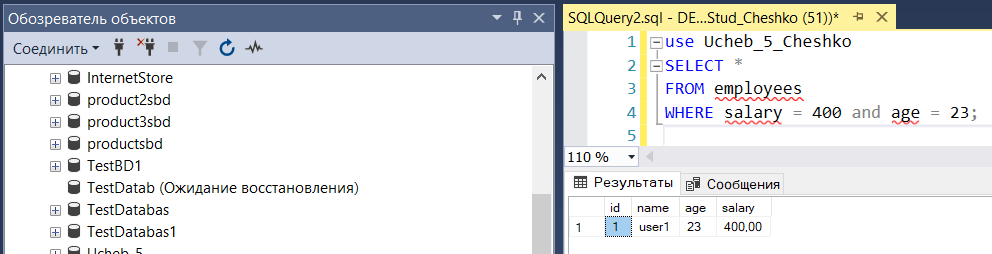 Обозреватель объектов
Соединить
InternetStore
product2sbd
product3sbd
productsbd
TestBD1
TestDatab (Ожидание восстановления)
TestDatabas
TestDatabas1
Ucheb_5
SQLQuery2.sql - DE...Stud_Cheshko (51))*
1 use Ucheb_5_Cheshko
2 SELECT *
3 FROM employees
4 WHERE salary = 400 and age = 23;
5
110 %
Результаты Сообщения
id name age salary
1 1 user1 23 400,00